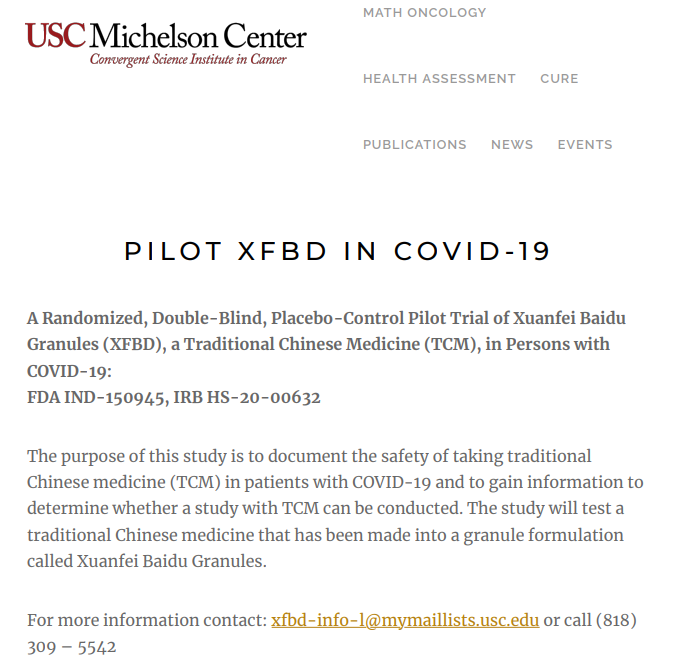 USC Michelson Center
Convergent Science Institute in Cancer
MATH ONCOLOGY
HEALTH ASSESSMENT CURE
PUBLICATIONS NEWS EVENTS
PILOT XFBD IN COVID-19
A Randomized, Double-Blind, Placebo-Control Pilot Trial of Xuanfei Baidu
Granules (XFBD), a Traditional Chinese Medicine (TCM), in Persons with
COVID-19:
FDA IND-150945, IRB HS-20-00632
The purpose of this study is to document the safety of taking traditional
Chinese medicine (TCM) in patients with COVID-19 and to gain information to
determine whether a study with TCM can be conducted. The study will test a
traditional Chinese medicine that has been made into a granule formulation
called Xuanfei Baidu Granules.
For more information contact: xfbd-info-l@mymaillists.usc.edu or call (818)
309 – 5542